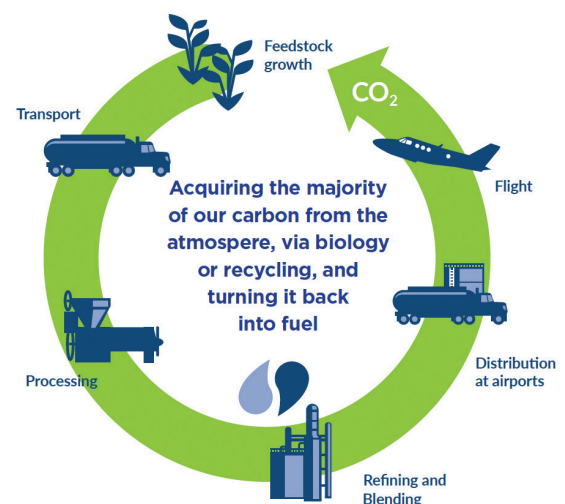 Feedstock
growth
CO₂
Transport
Flight
Acquiring the majority
of our carbon from the
atmospere, via biology
or recycling, and
turning it back
into fuel
Processing
Distribution
at airports
Refining and
Blending